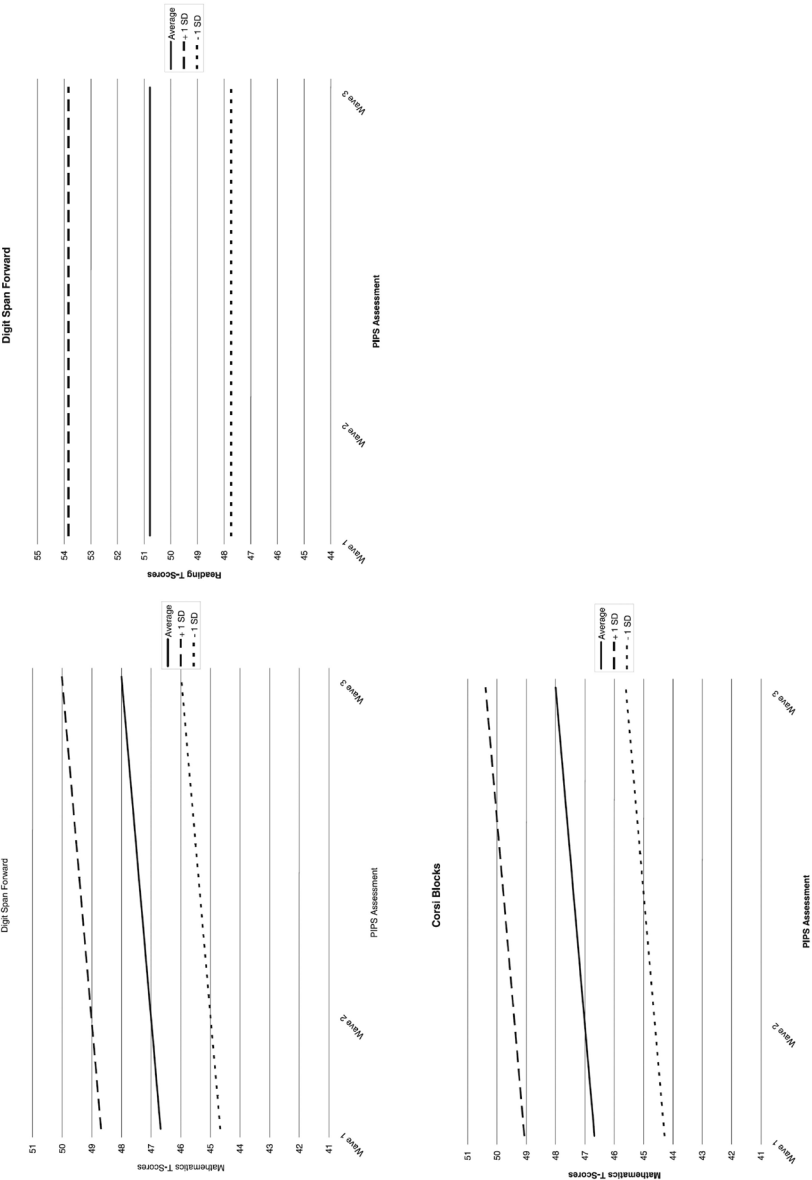 Digit Span Forward
51
50
49
48
47
46
45
44
43
42
41
Mathematics T-Scores
Wave 1
Wave 2
Wave 3
PIPS Assessment
Average
+ 1 SD
- 1 SD
Digit Span Forward
55
54
53
52
51
50
49
48
47
46
45
44
Reading T-Scores
Wave 1
Wave 2
Wave 3
PIPS Assessment
Average
+ 1 SD
- 1 SD
Corsi Blocks
51
50
49
48
47
46
45
44
43
42
41
Mathematics T-Scores
Wave 1
Wave 2
Wave 3
PIPS Assessment
Average
+ 1 SD
- 1 SD